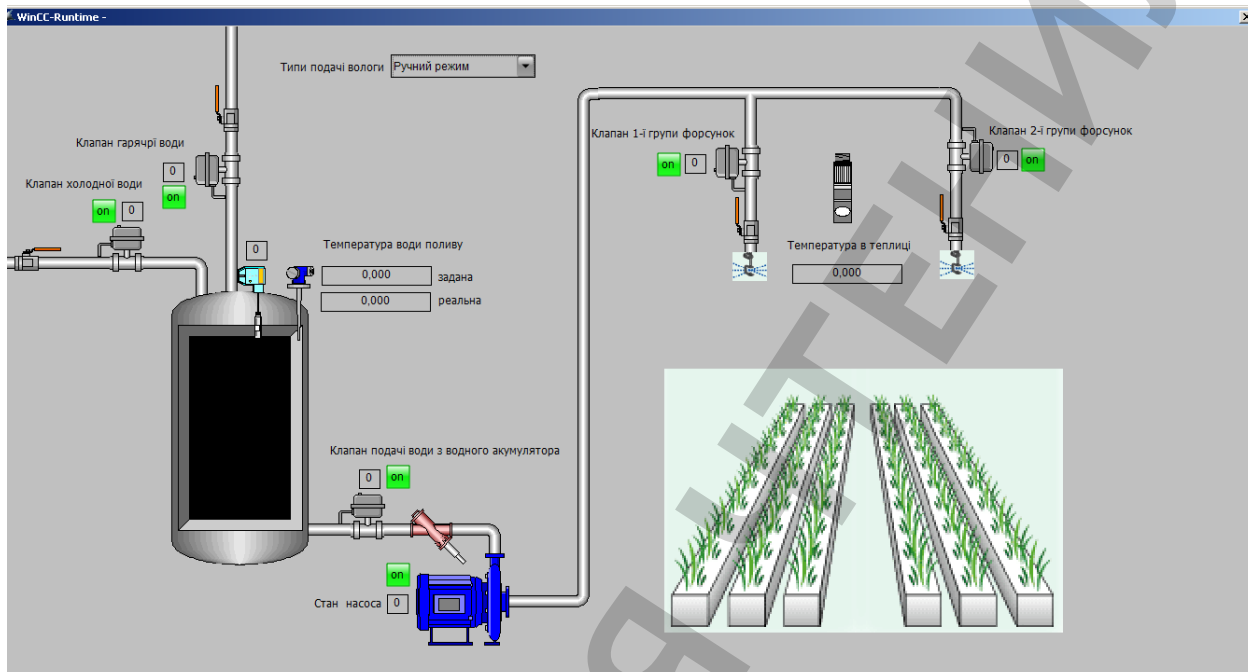 WinCC-Runtime -
Типи подачі вологи Ручний режим
Клапан гарячрі води
0
on
Клапан холодної води
on 0
0
Температура води поливу
0,000 задана
0,000 реальна
Клапан 1-ї групи форсунок
on 0
Клапан 2-ї групи форсунок
0 on
Температура в теплиці
0,000
Клапан подачі води з водного акумулятора
0 on
on
Стан насоса 0